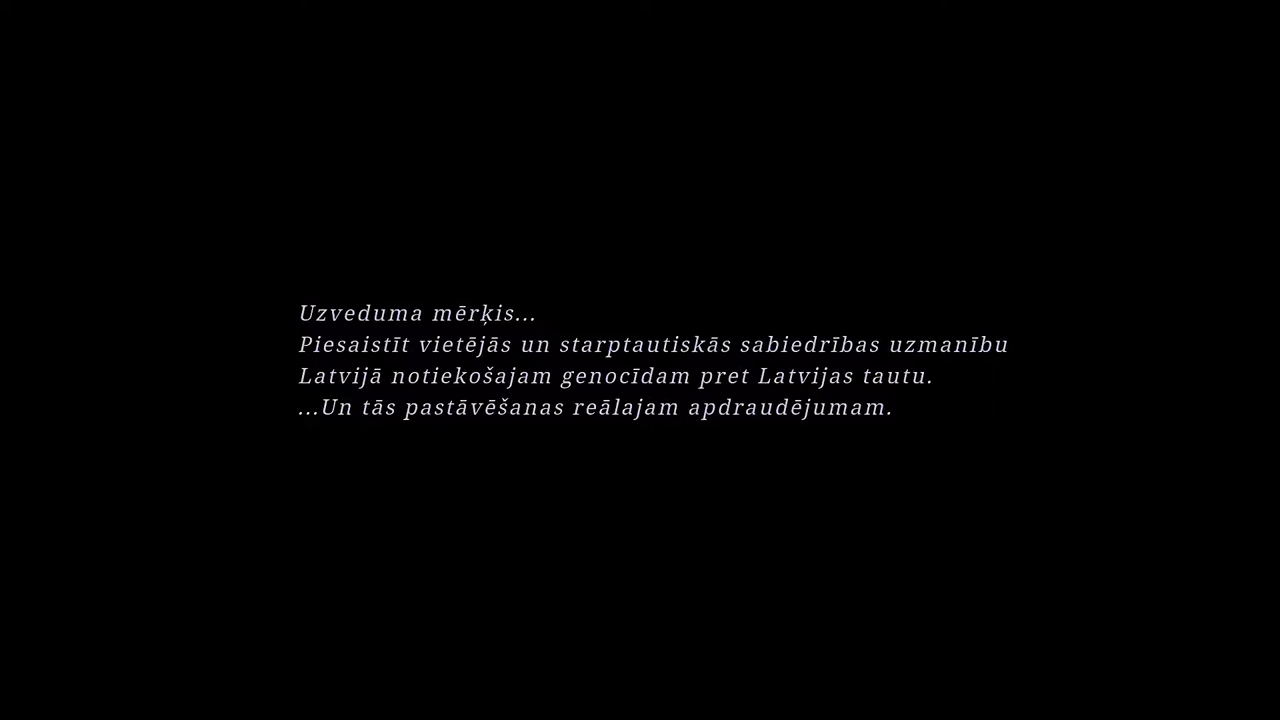 Uzveduma mērķis...
Piesaistīt vietējās un starptautiskās sabiedrības uzmanību
Latvijā notiekošajam genocīdam pret Latvijas tautu.
...Un tās pastāvēšanas reālajam apdraudējumam.